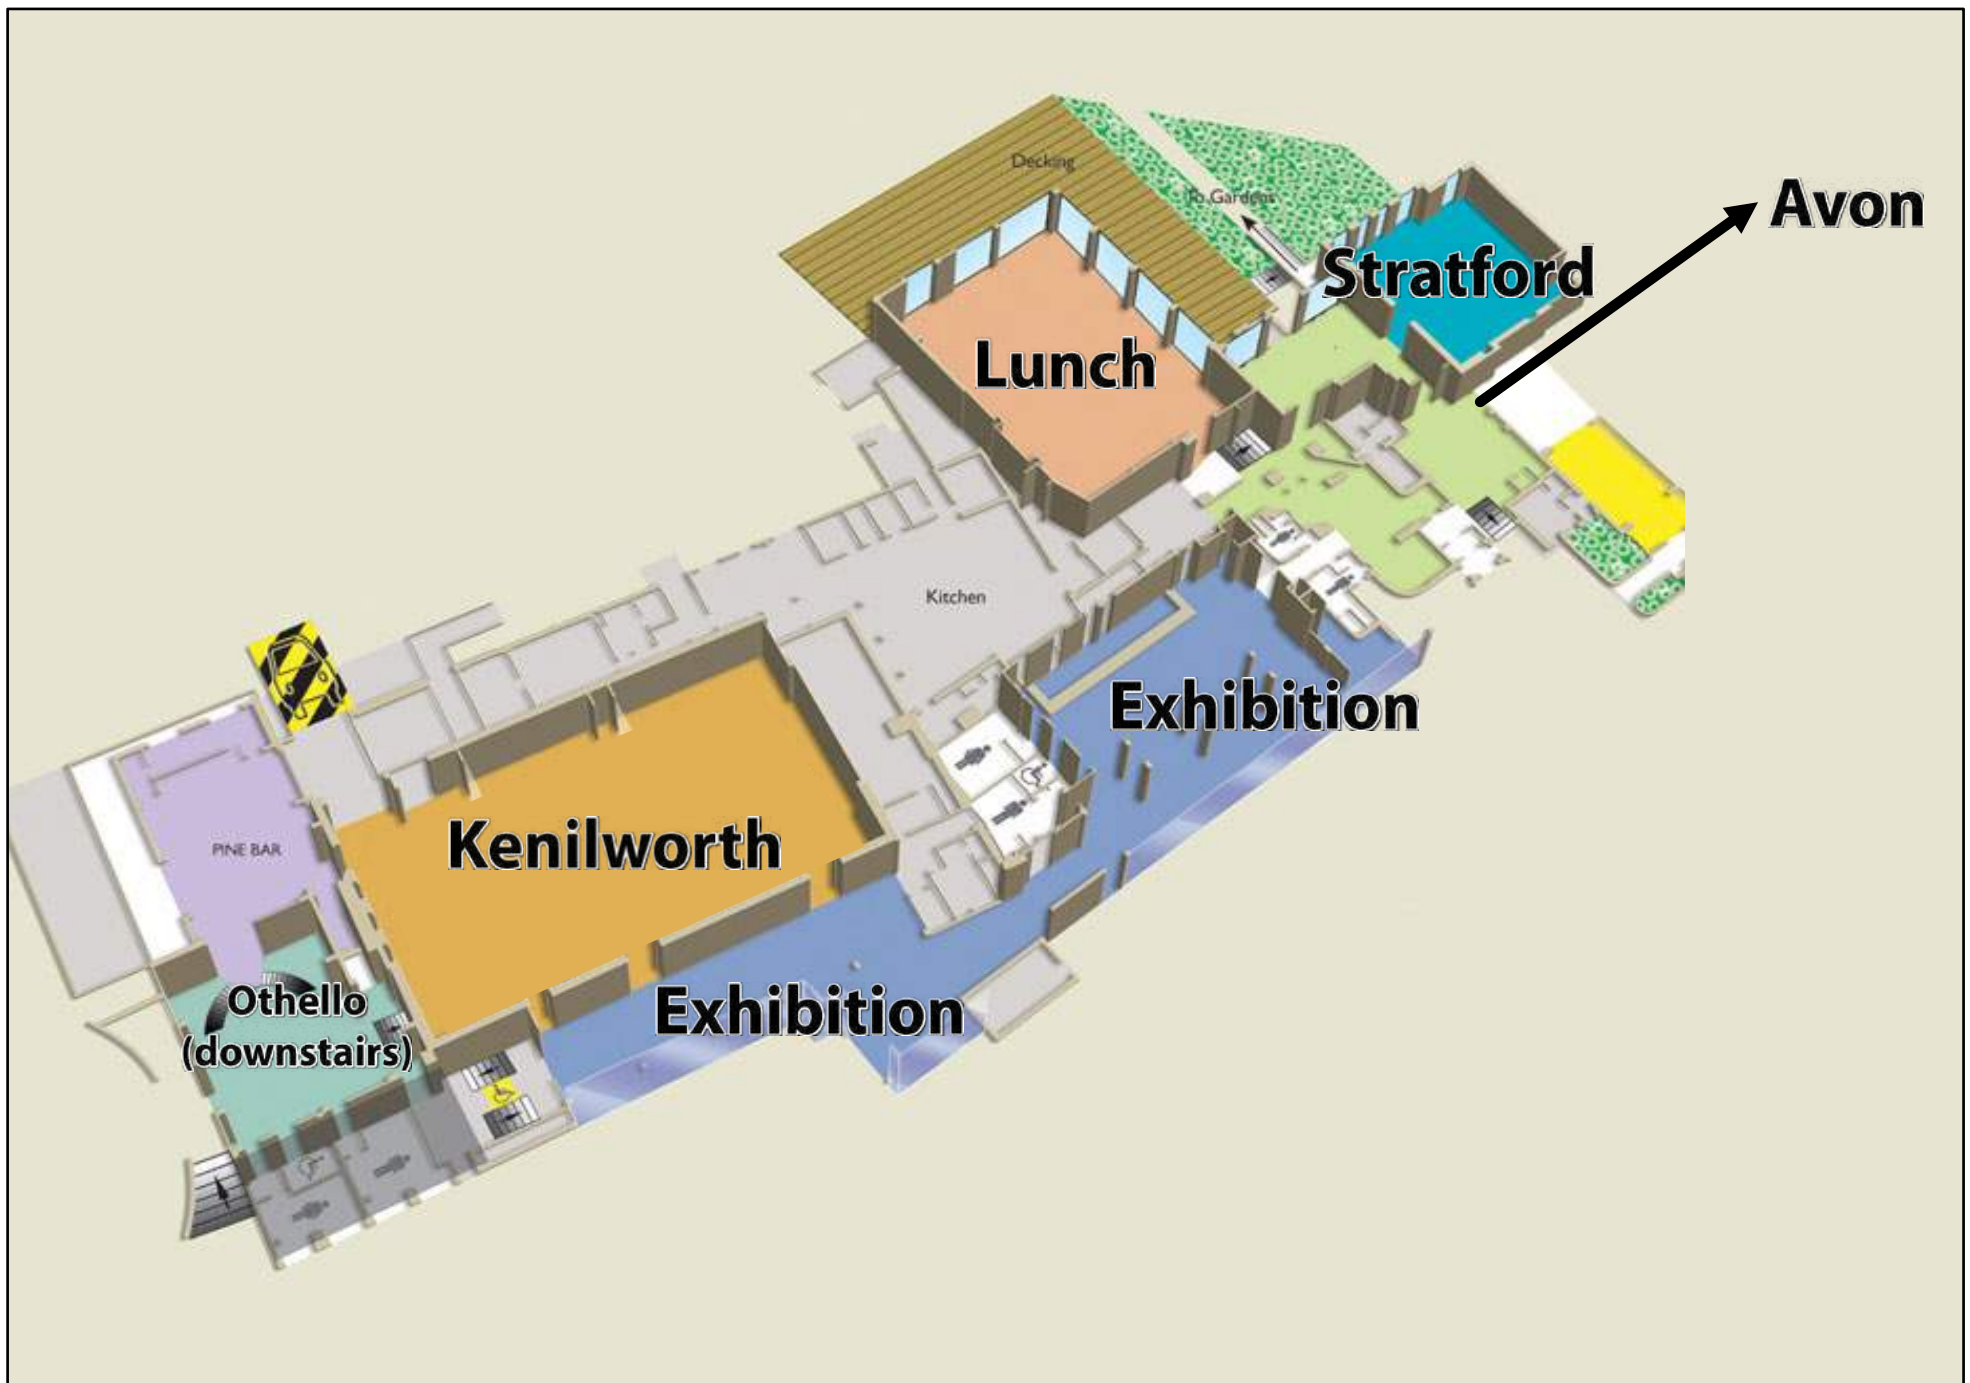 Decking
To Gardens
Avon
Stratford
Lunch
Kitchen
Exhibition
Kenilworth
PINE BAR
Othello
(downstairs)
Exhibition